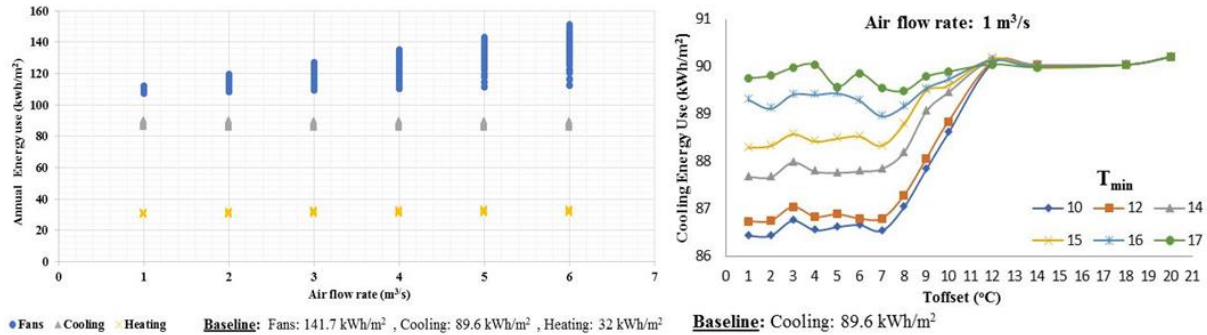 160
140
120
100
80
60
40
20
0
Annual Energy use (kwh/m²)
0 1 2 3 4 5 6 7
Air flow rate (m³/s)
Fans Cooling Heating
Baseline: Fans: 141.7 kWh/m² , Cooling: 89.6 kWh/m² , Heating: 32 kWh/m²
Air flow rate: 1 m³/s
91
90
89
88
87
86
Cooling Energy Use (kWh/m²)
Tmin
10 12 14
15 16 17
0 1 2 3 4 5 6 7 8 9 10 11 12 13 14 15 16 17 18 19 20 21
Toffset (°C)
Baseline: Cooling: 89.6 kWh/m²